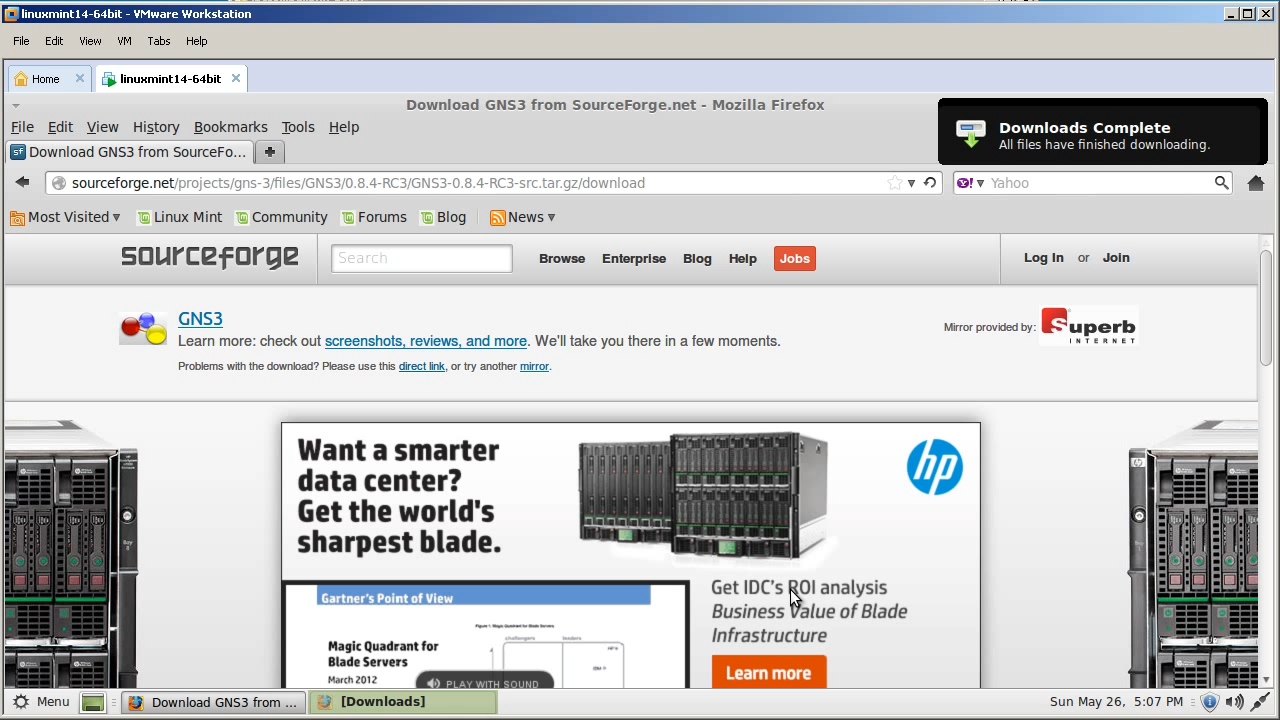 linuxmint14-64bit - VMware Workstation
File Edit View VM Tabs Help
Home linuxmint14-64bit
Download GNS3 from SourceForge.net - Mozilla Firefox
Downloads Complete
All files have finished downloading.
File Edit View History Bookmarks Tools Help
sf Download GNS3 from SourceFo...
sourceforge.net/projects/gns-3/files/GNS3/0.8.4-RC3/GNS3-0.8.4-RC3-src.tar.gz/download
Y! Yahoo
Most Visited Linux Mint Community Forums Blog News
sourceforge Search Browse Enterprise Blog Help Jobs Log In or Join
GNS3
Learn more: check out screenshots, reviews, and more. We'll take you there in a few moments.
Problems with the download? Please use this direct link, or try another mirror.
Mirror provided by: Superb
INTERNET
Want a smarter
data center?
Get the world's
sharpest blade.
hp
Gartner's Point of View
Figure 1. Magic Quadrant for Blade Servers
challengers leaders
Magic Quadrant for
Blade Servers
March 2012
PLAY WITH SOUND
Get IDC's ROI analysis
Business Value of Blade
Infrastructure
Learn more
Menu Download GNS3 from ... [Downloads] Sun May 26, 5:07 PM